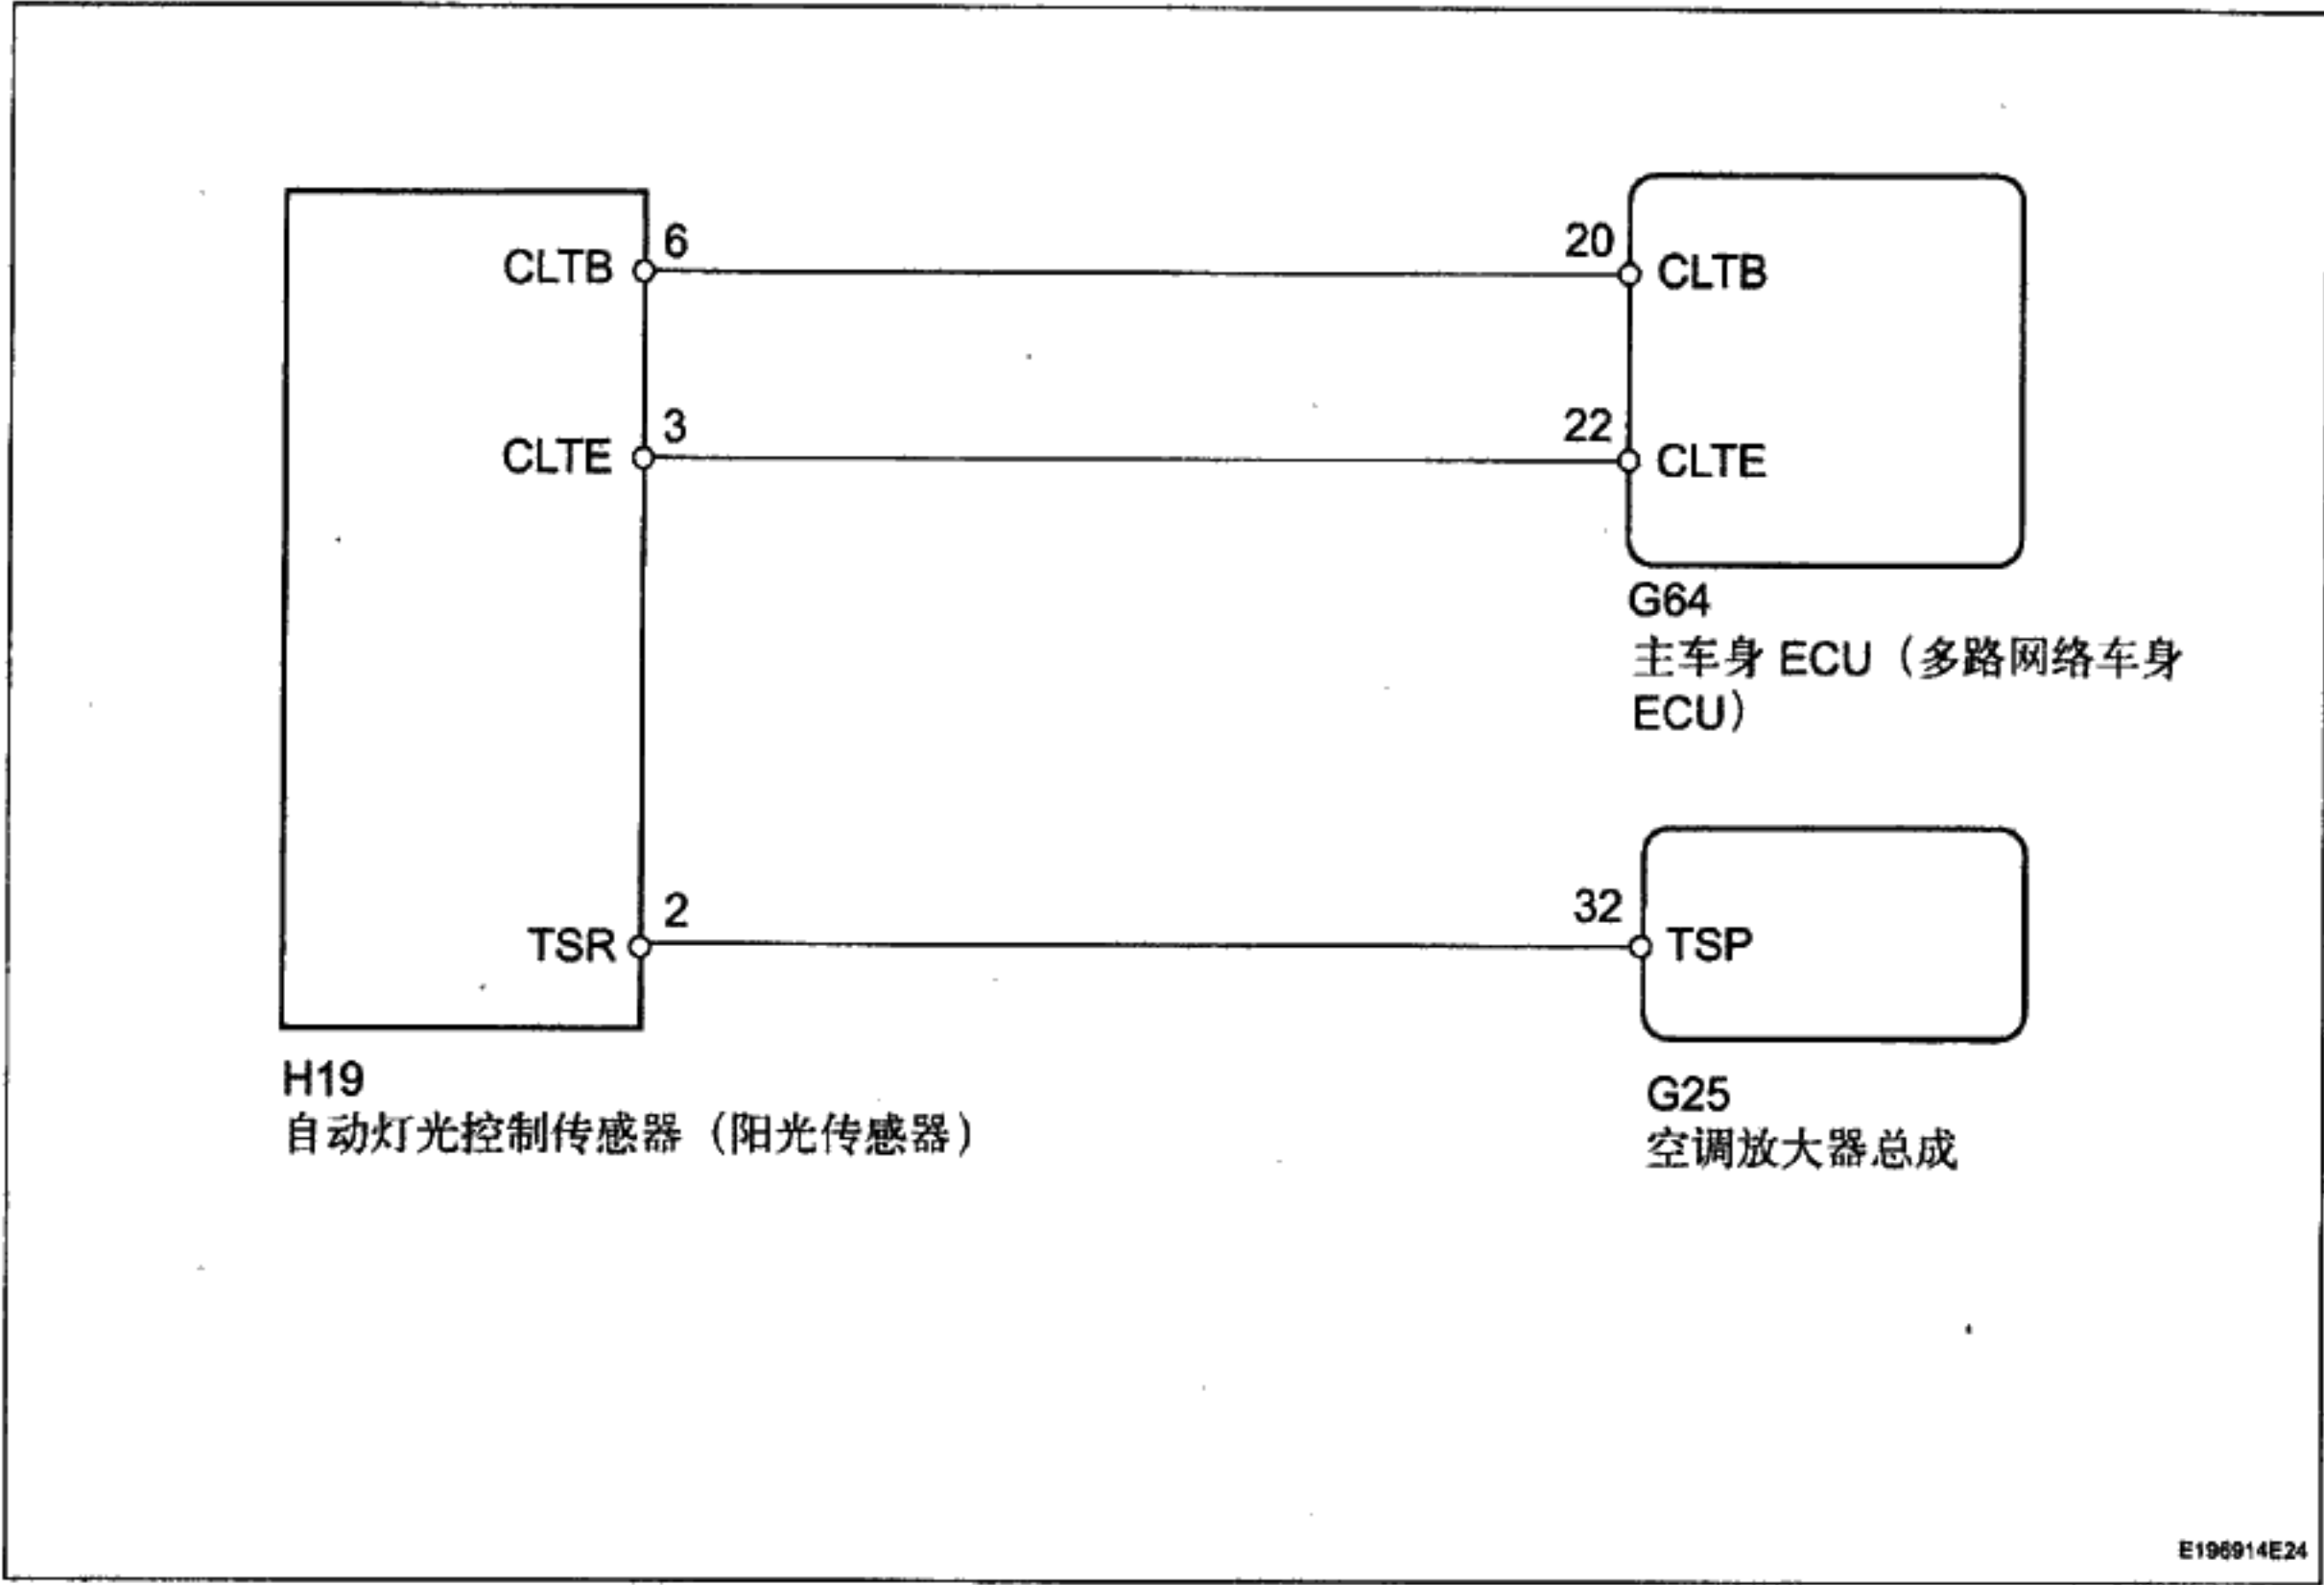 6
20
CLTB
CLTB
3
22
CLTE
CLTE
G64
主车身 ECU（多路网络车身
ECU）
2
32
TSR
TSP
H19
自动灯光控制传感器（阳光传感器）
G25
空调放大器总成
E196914E24